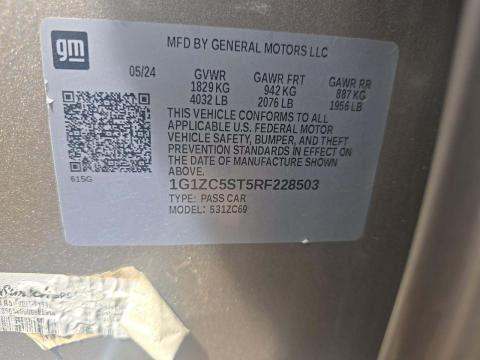 gm
MFD BY GENERAL MOTORS LLC
05/24 GVWR GAWR FRT GAWR RR
1829 KG 942 KG 887 KG
4032 LB 2076 LB 1956 LB
THIS VEHICLE CONFORMS TO ALL
APPLICABLE U.S. FEDERAL MOTOR
VEHICLE SAFETY, BUMPER, AND THEFT
PREVENTION STANDARDS IN EFFECT ON
THE DATE OF MANUFACTURE SHOWN
ABOVE.
615G
1G1ZC5ST5RF228503
TYPE: PASS CAR
MODEL: 531ZC69